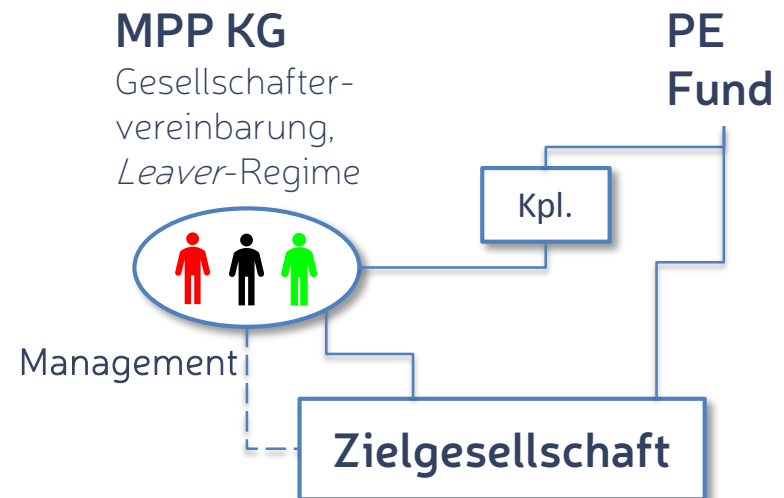 MPP KG
Gesellschafter-
vereinbarung,
Leaver-Regime
PE
Fund
Kpl.
Management
Zielgesellschaft